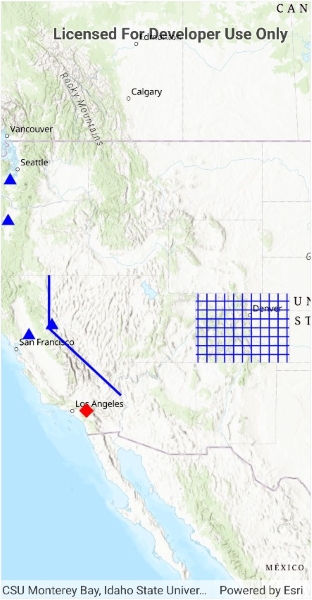 CAN
Licensed For Developer Use Only
Edmonton
Rocky Mountains
Calgary
Vancouver
Seattle
Denver
UN
ST
San Francisco
Los Angeles
MÉXICO
CSU Monterey Bay, Idaho State Univer... Powered by Esri